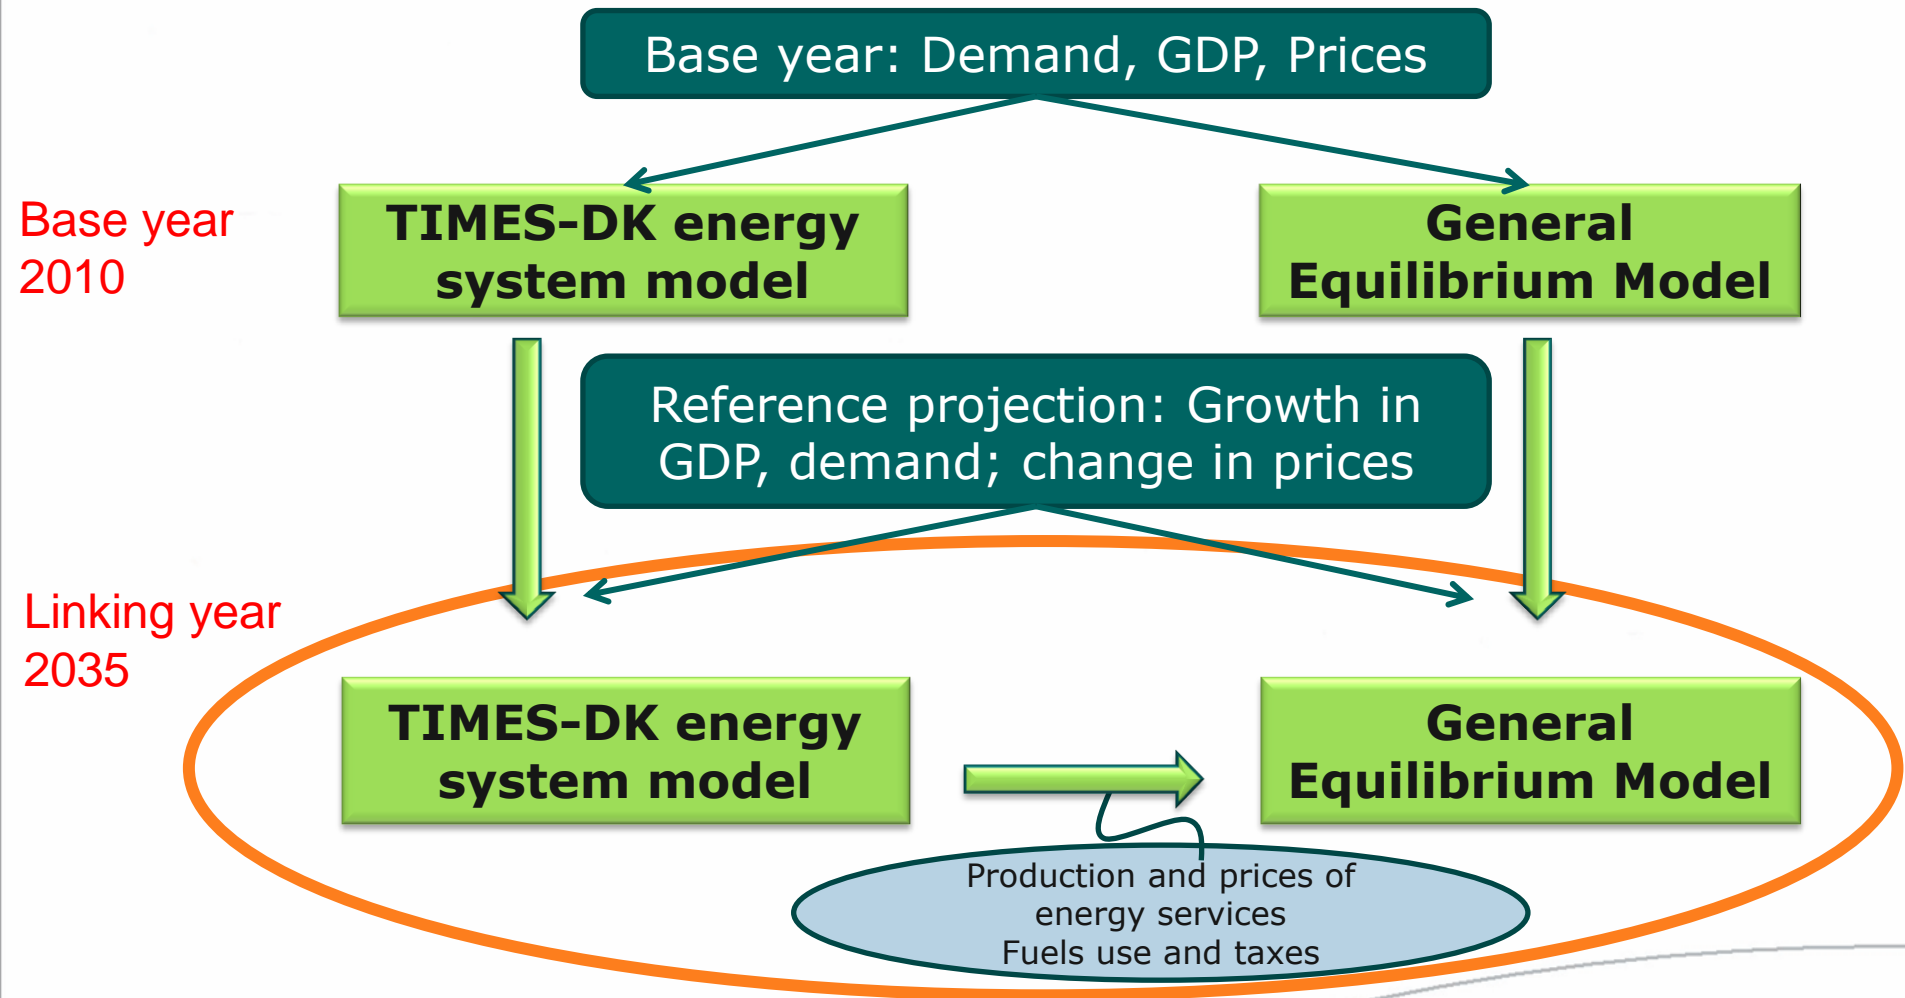 Base year: Demand, GDP, Prices
Base year
2010
TIMES-DK energy
system model
General
Equilibrium Model
Reference projection: Growth in
GDP, demand; change in prices
Linking year
2035
TIMES-DK energy
system model
General
Equilibrium Model
Production and prices of
energy services
Fuels use and taxes